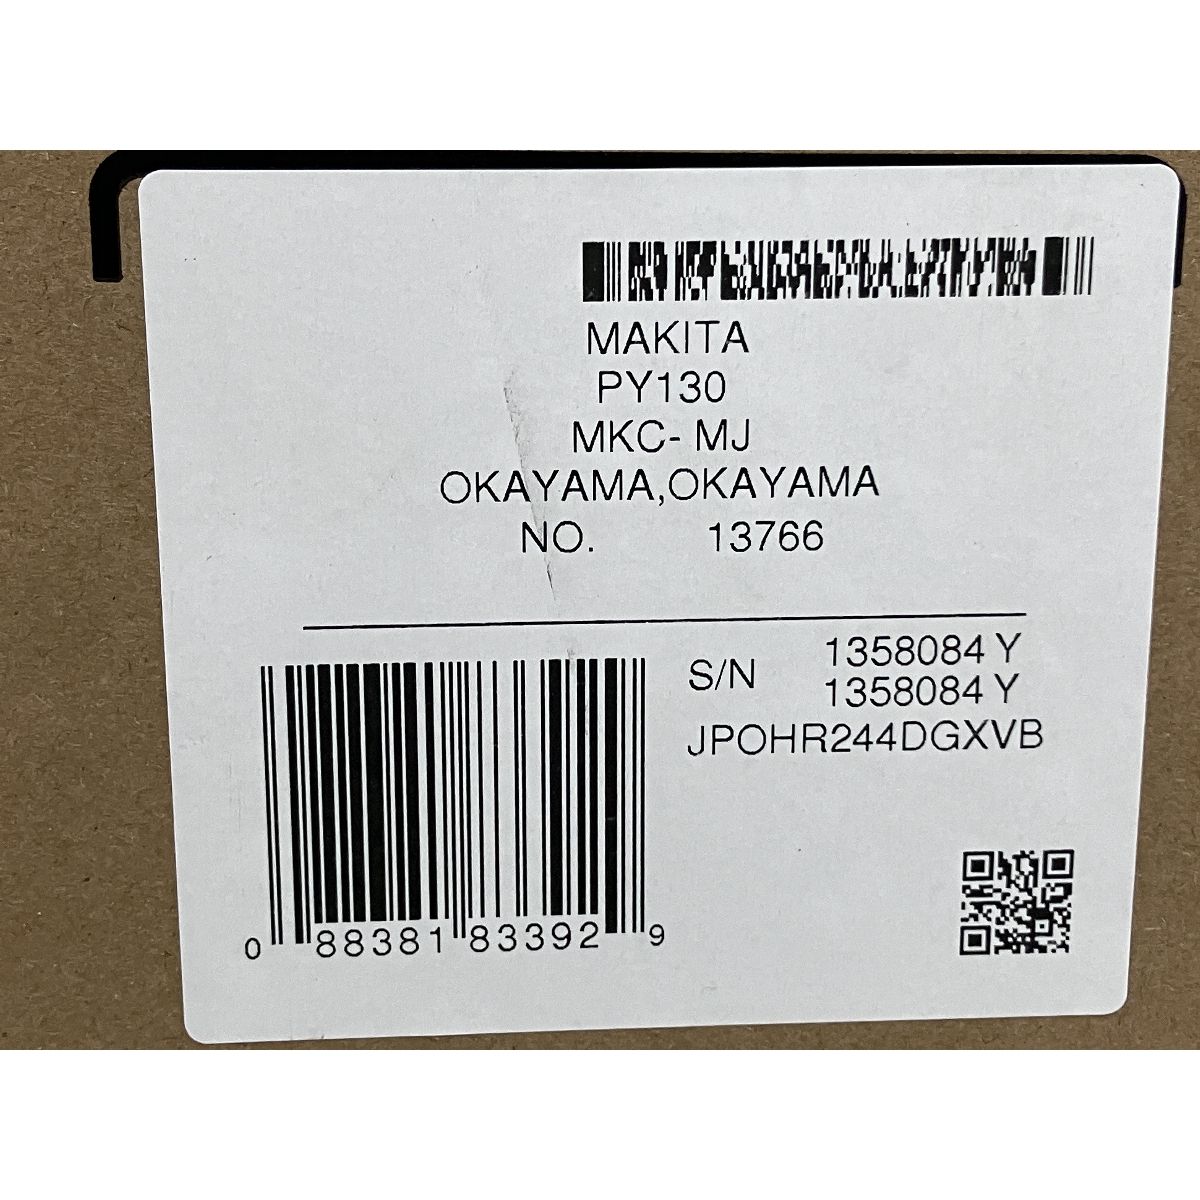 MAKITA
PY130
MKC- MJ
OKAYAMA,OKAYAMA
NO. 13766
S/N 1358084 Y
1358084 Y
JPOHR244DGXVB
0 88381 83392 9